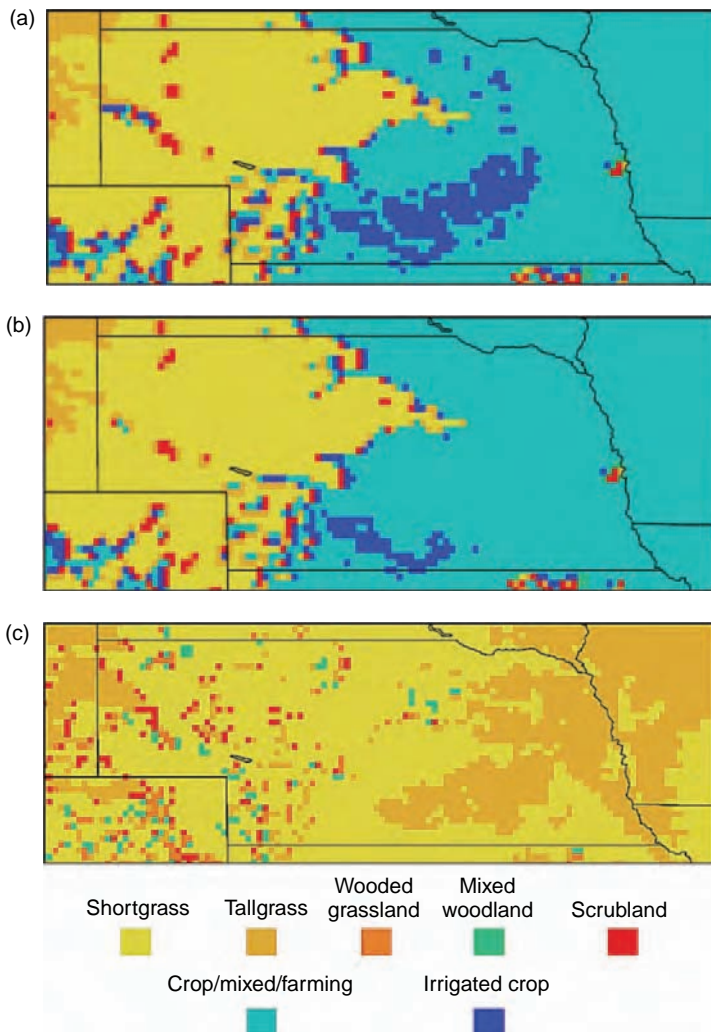 (a)
(b)
(c)
Shortgrass
Tallgrass
Wooded
grassland
Mixed
woodland
Scrubland
Crop/mixed/farming
Irrigated crop